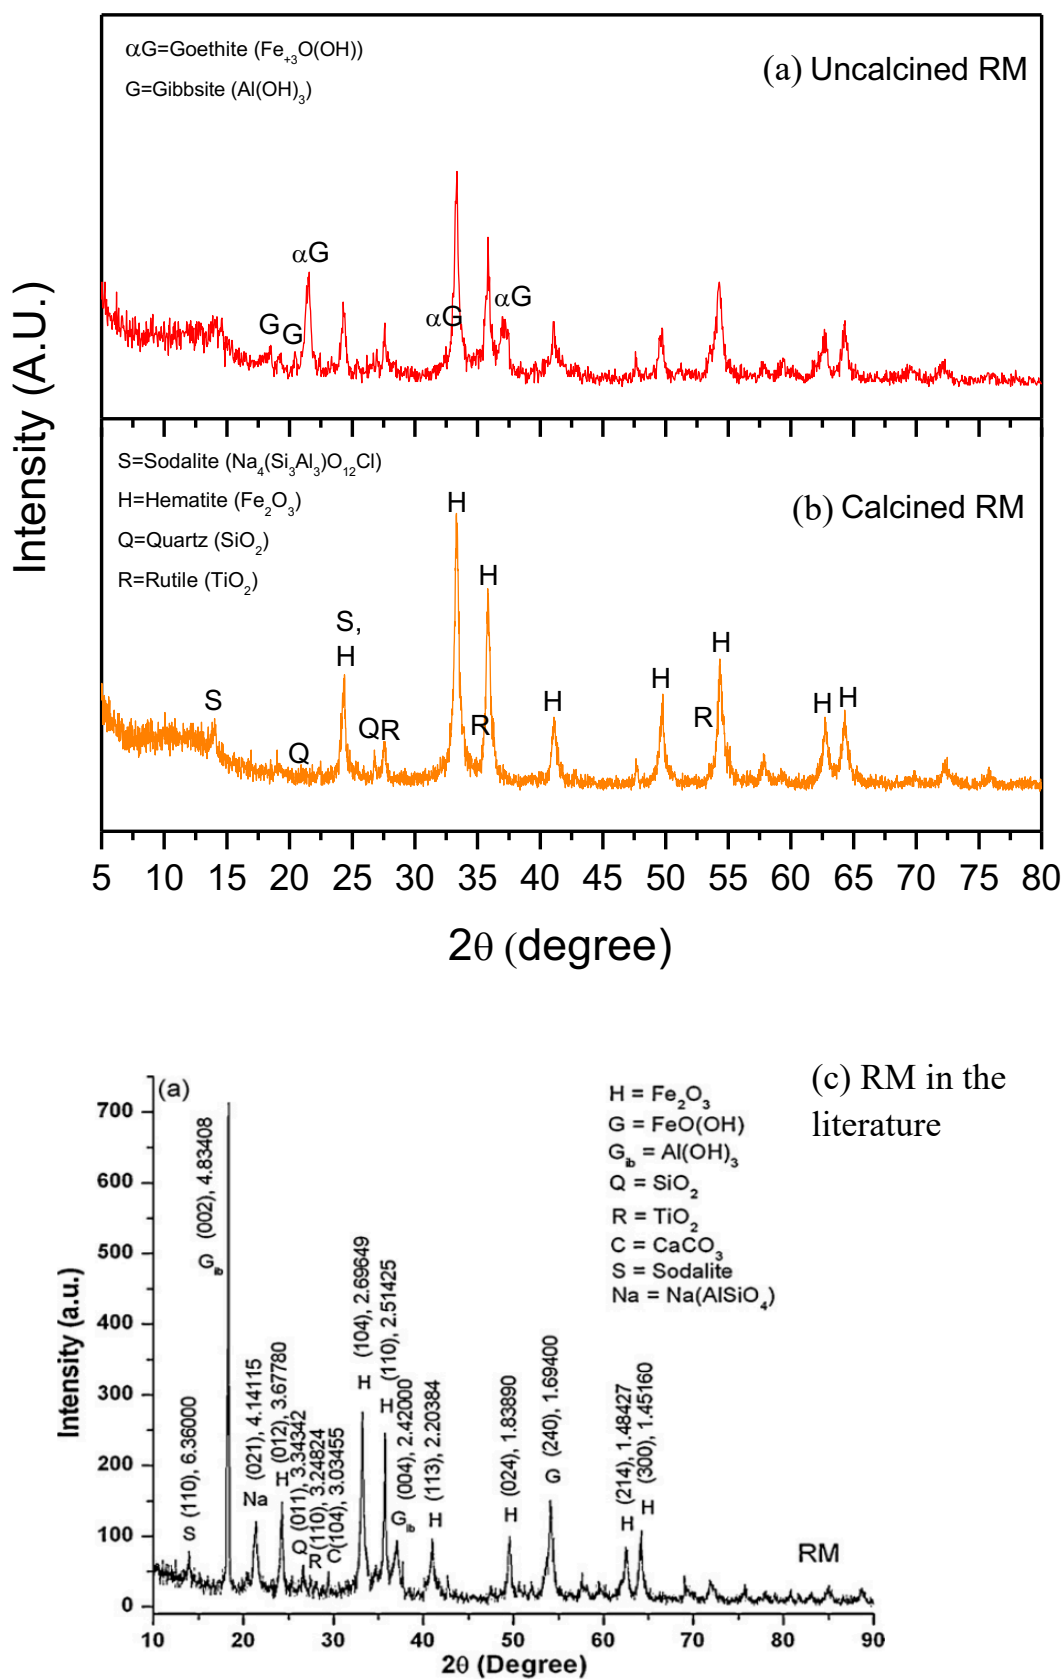 αG=Goethite (Fe+3O(OH))
G=Gibbsite (Al(OH)3)
(a) Uncalcined RM
αG
G
G
αG
αG
Intensity (A.U.)
S=Sodalite (Na4(Si3Al3)O12Cl)
H=Hematite (Fe2O3)
Q=Quartz (SiO2)
R=Rutile (TiO2)
(b) Calcined RM
H
H
S,
H
S
Q
Q
R
R
H
H
R
H
H
H
5 10 15 20 25 30 35 40 45 50 55 60 65 70 75 80
2θ (degree)
(c) RM in the
literature
(a)
H = Fe2O3
G = FeO(OH)
Gib = Al(OH)3
Q = SiO2
R = TiO2
C = CaCO3
S = Sodalite
Na = Na(AlSiO4)
Intensity (a.u.)
700
600
500
400
300
200
100
0
S (110), 6.36000
Gib (002), 4.83408
Na (021), 4.14115
H (012), 3.67780
Q (011), 3.34342
R (110), 3.24824
C (104), 3.03455
H (104), 2.69649
H (110), 2.51425
Gib (004), 2.42000
H (113), 2.20384
H (024), 1.83890
G (240), 1.69400
H (214), 1.48427
H (300), 1.45160
RM
10 20 30 40 50 60 70 80 90
2θ (Degree)